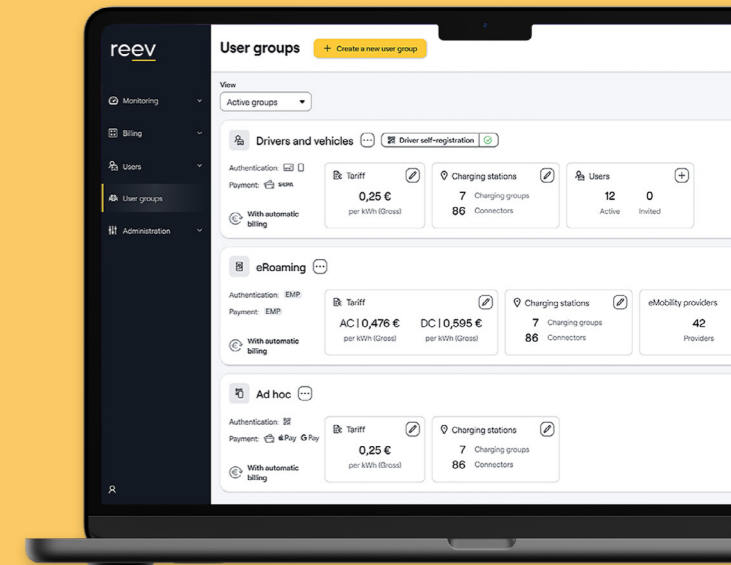 reev
User groups
+ Create a new user group
View
Active groups
Monitoring
Billing
Users
User groups
Administration
Drivers and vehicles
Driver self-registration
Authentication:
Payment: SEPA
With automatic
billing
Tariff
0,25 €
per kWh (Gross)
Charging stations
7 Charging groups
86 Connectors
Users
12 0
Active Invited
eRoaming
Authentication: EMP
Payment: EMP
With automatic
billing
Tariff
AC | 0,476 € DC | 0,595 €
per kWh (Gross) per kWh (Gross)
Charging stations
7 Charging groups
86 Connectors
eMobility providers
42
Providers
Ad hoc
Authentication:
Payment: Pay G Pay
With automatic
billing
Tariff
0,25 €
per kWh (Gross)
Charging stations
7 Charging groups
86 Connectors